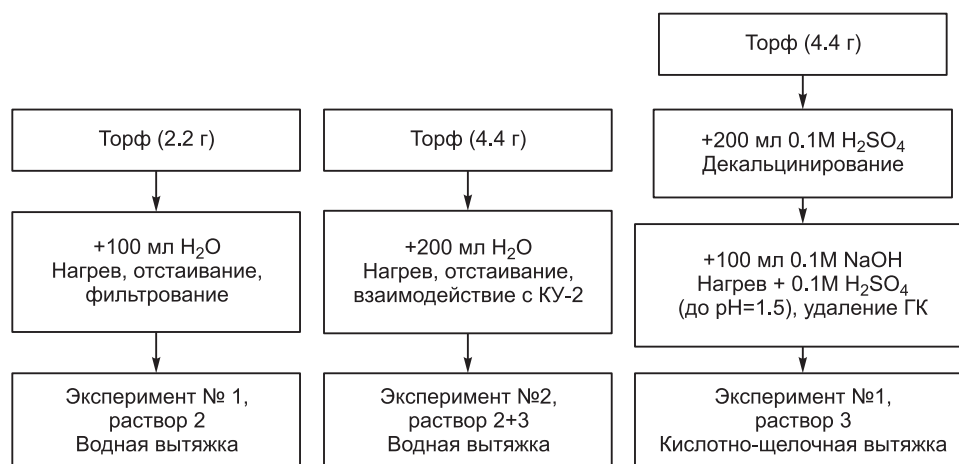 Торф (2.2 г)
+100 мл H₂O
Нагрев, отстаивание,
фильтрование
Эксперимент № 1,
раствор 2
Водная вытяжка
Торф (4.4 г)
+200 мл H₂O
Нагрев, отстаивание,
взаимодействие с КУ-2
Эксперимент №2,
раствор 2+3
Водная вытяжка
Торф (4.4 г)
+200 мл 0.1М H₂SO₄
Декальцинирование
+100 мл 0.1М NaOH
Нагрев + 0.1М H₂SO₄
(до pH=1.5), удаление ГК
Эксперимент №1,
раствор 3
Кислотно-щелочная вытяжка